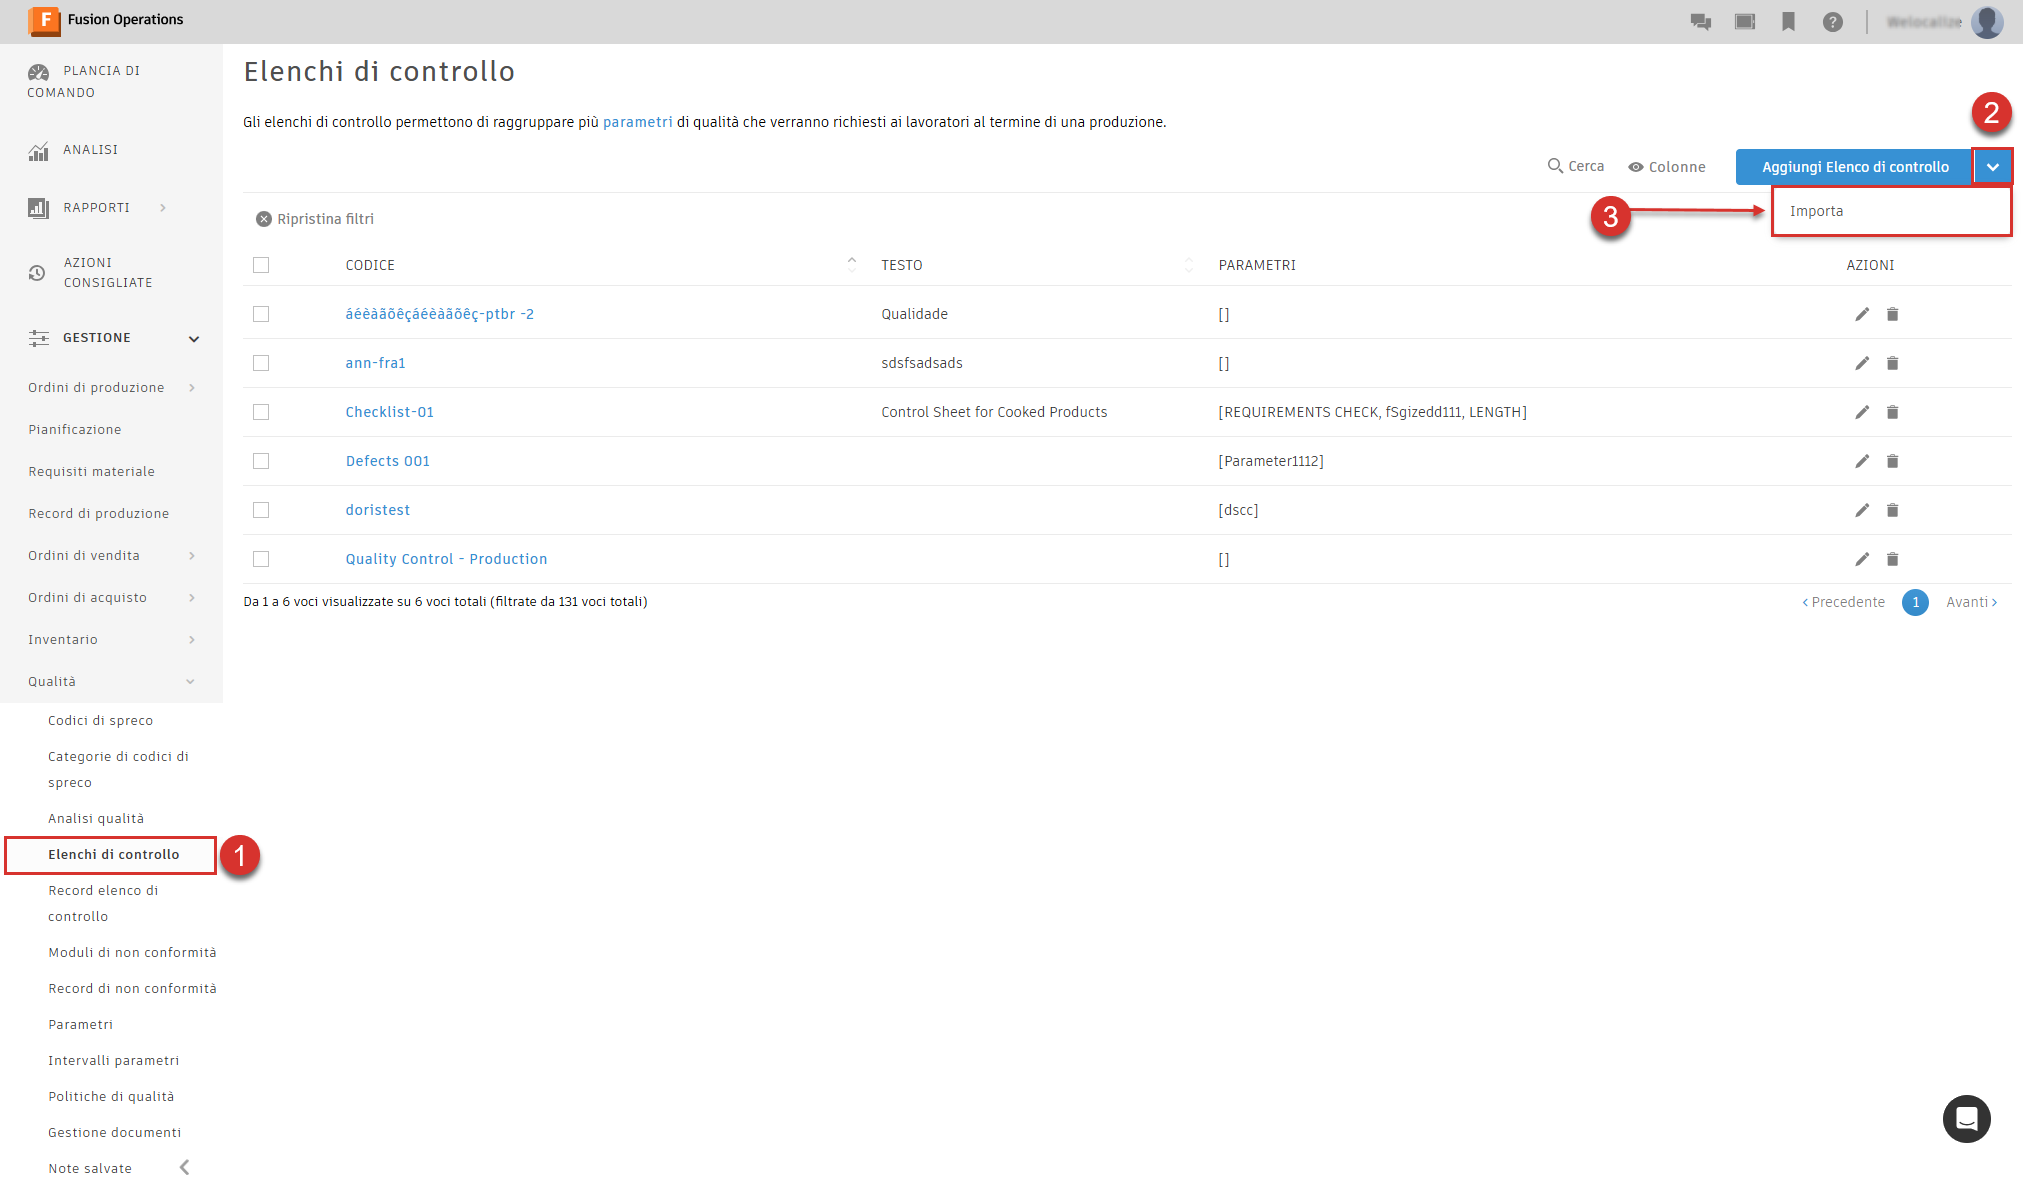 Fusion Operations
PLANCIA DI
COMANDO
ANALISI
RAPPORTI
AZIONI
CONSIGLIATE
GESTIONE
Ordini di produzione
Pianificazione
Requisiti materiale
Record di produzione
Ordini di vendita
Ordini di acquisto
Inventario
Qualità
Codici di spreco
Categorie di codici di
spreco
Analisi qualità
Elenchi di controllo
1
Record elenco di
controllo
Moduli di non conformità
Record di non conformità
Parametri
Intervalli parametri
Politiche di qualità
Gestione documenti
Note salvate
Welocalize
Elenchi di controllo
Gli elenchi di controllo permettono di raggruppare più parametri di qualità che verranno richiesti ai lavoratori al termine di una produzione.
2
Cerca Colonne Aggiungi Elenco di controllo
3 Importa
Ripristina filtri
CODICE TESTO PARAMETRI AZIONI
áéèàãõêçáéèàãõêç-ptbr -2 Qualidade []
ann-fra1 sdsfsadsads []
Checklist-01 Control Sheet for Cooked Products [REQUIREMENTS CHECK, fSgizedd111, LENGTH]
Defects 001 [Parameter1112]
doristest [dscc]
Quality Control - Production []
Da 1 a 6 voci visualizzate su 6 voci totali (filtrate da 131 voci totali) Precedente 1 Avanti